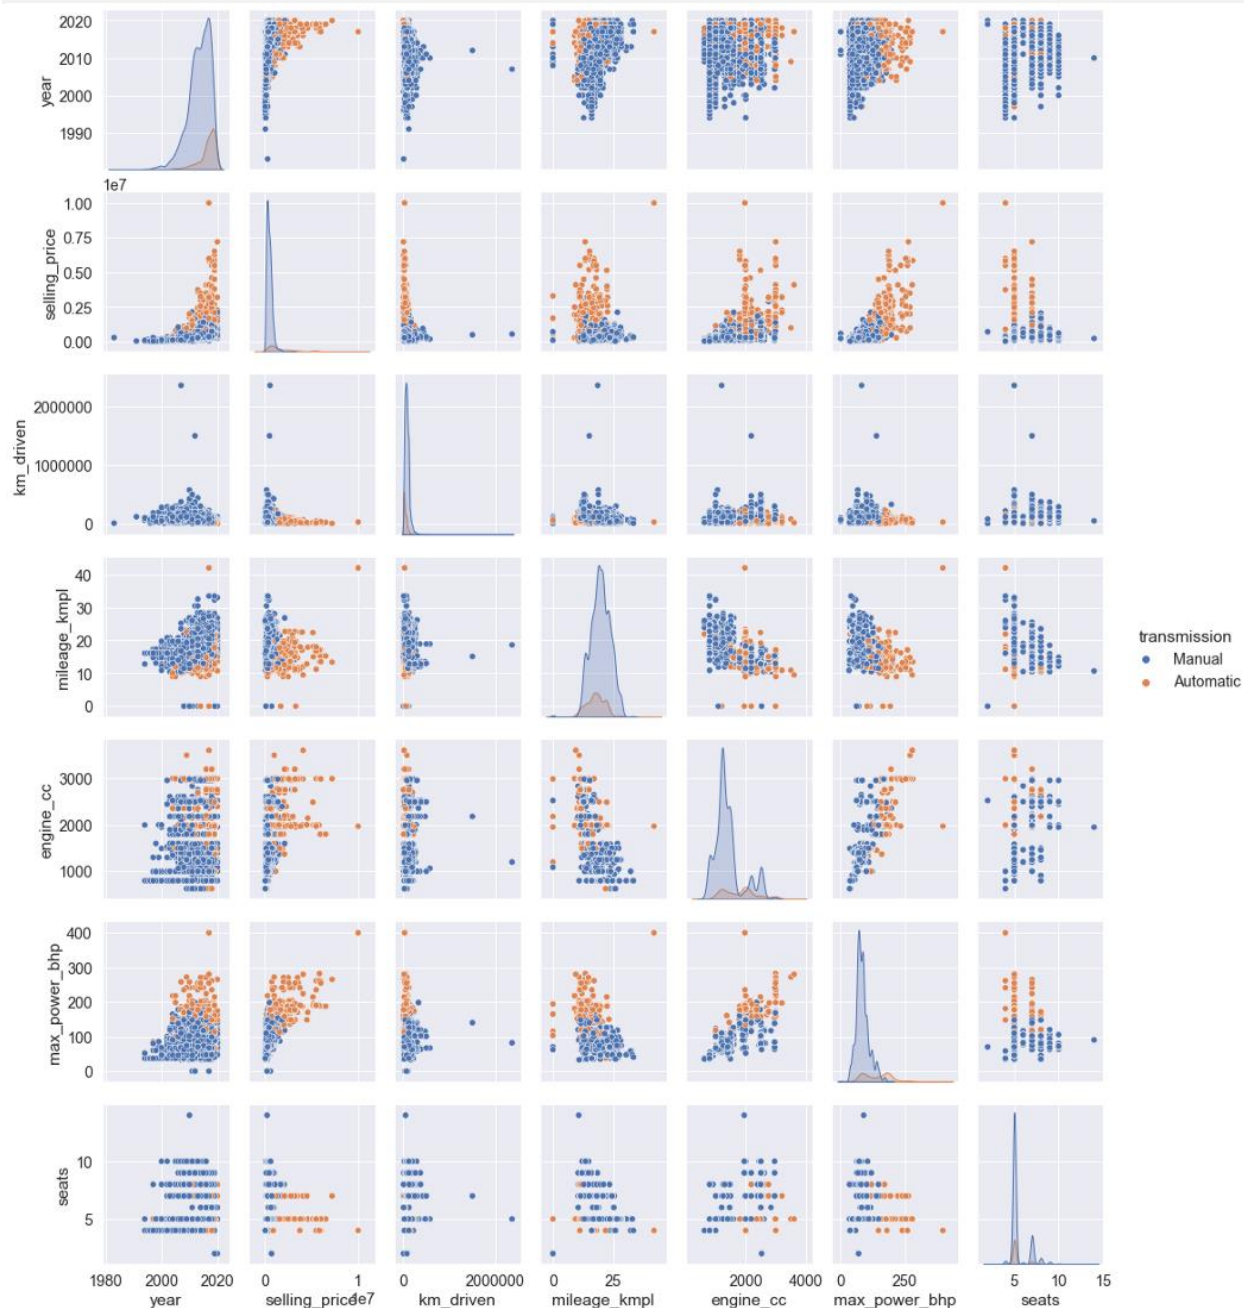 2020
2010
2000
1990
year
1e7
1.00
0.75
0.50
0.25
0.00
selling_price
2000000
1000000
0
km_driven
40
30
20
10
0
mileage_kmpl
transmission
Manual
Automatic
3000
2000
1000
engine_cc
400
300
200
100
0
max_power_bhp
10
5
seats
1980 2000 2020 0 1 0 2000000 0 25 2000 4000 0 250 5 10 15
year selling_price 1e7 km_driven mileage_kmpl engine_cc max_power_bhp seats